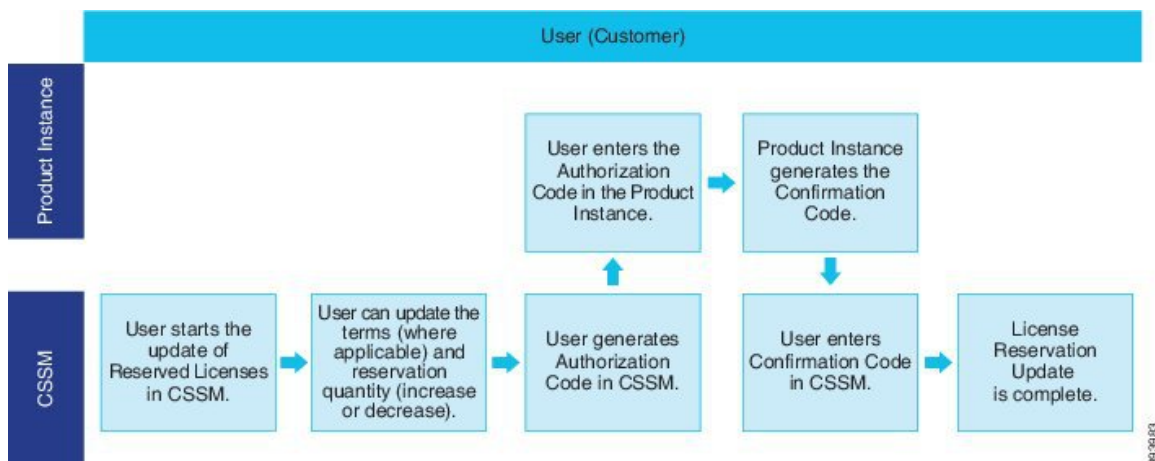 User (Customer)
Product Instance
User enters the
Authorization
Code in the Product
Instance.
Product Instance
generates the
Confirmation
Code.
CSSM
User starts the
update of
Reserved Licenses
in CSSM.
User can update the
terms (where
applicable) and
reservation
quantity (increase
or decrease).
User generates
Authorization
Code in CSSM.
User enters
Confirmation Code
in CSSM.
License
Reservation
Update
is complete.